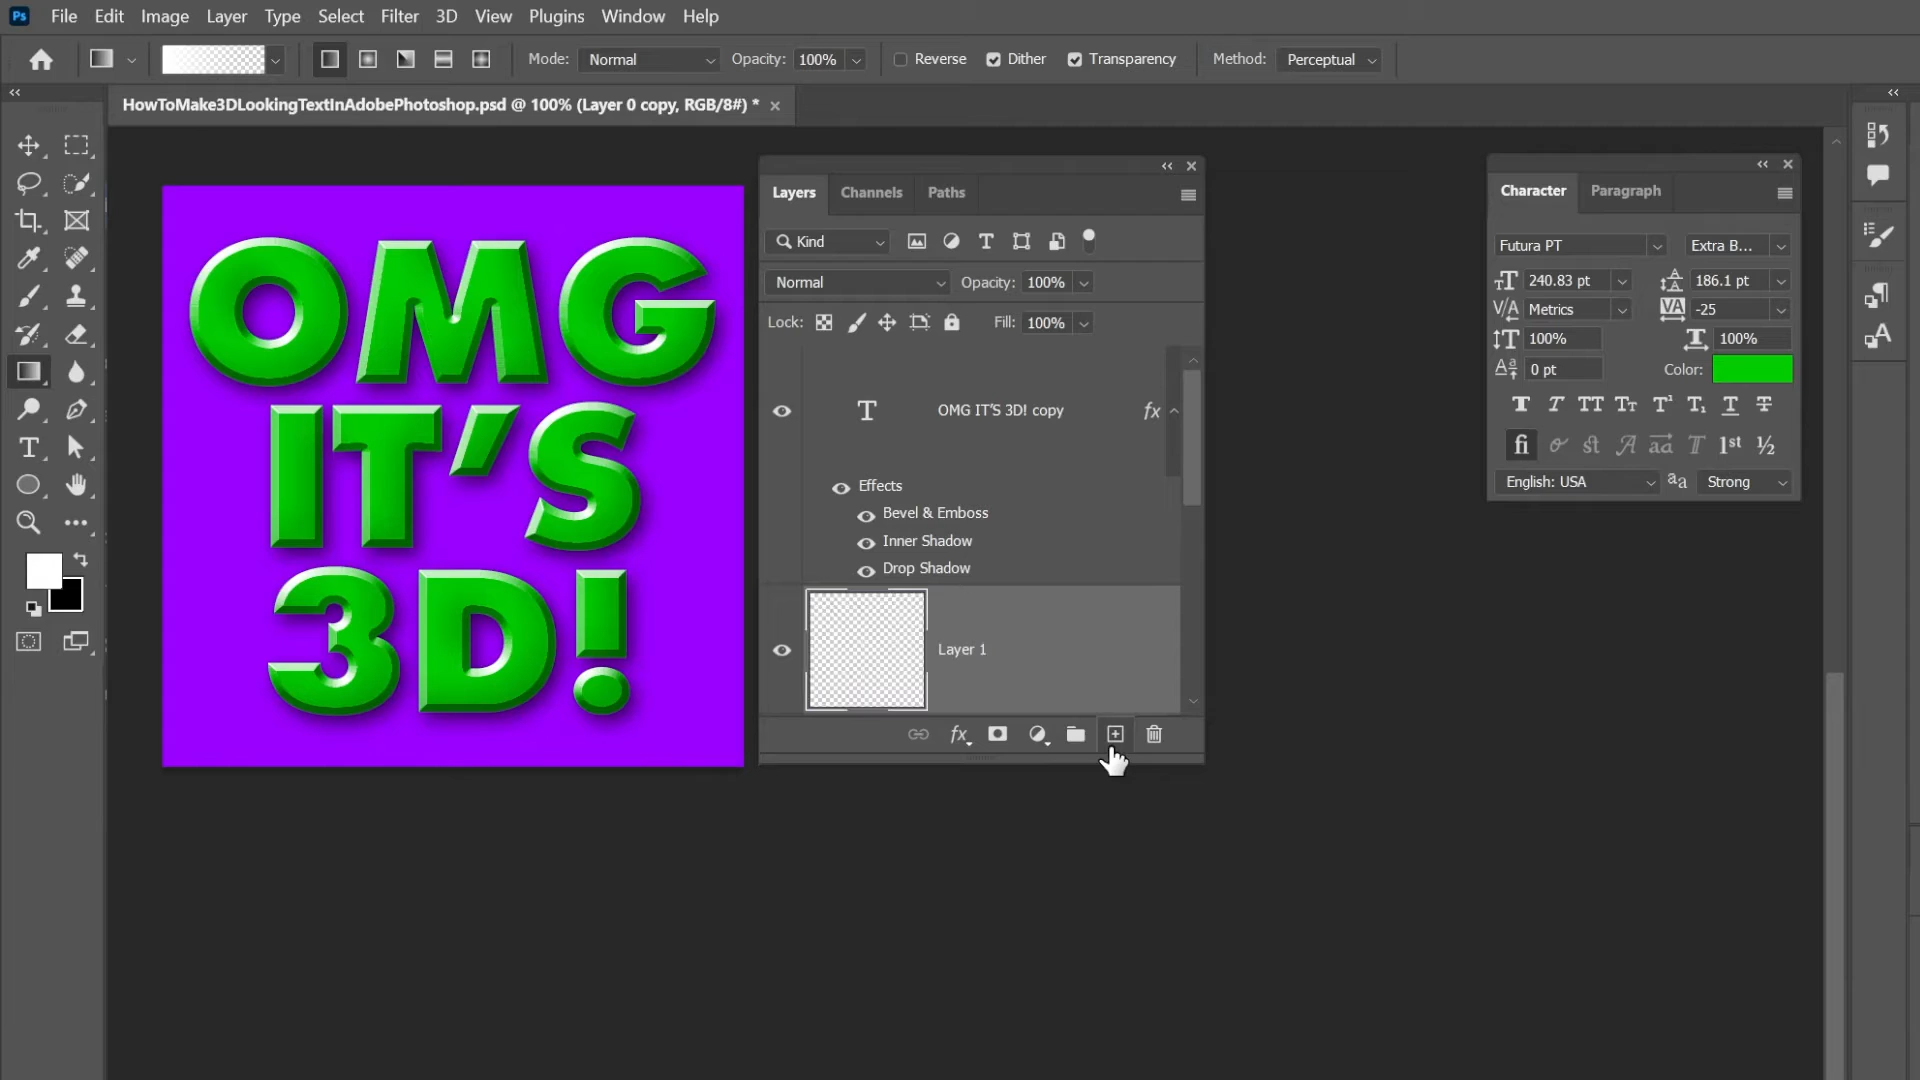 Ps File Edit Image Layer Type Select Filter 3D View Plugins Window Help
Mode: Normal Opacity: 100% Reverse Dither Transparency Method: Perceptual
HowToMake3DLookingTextInAdobePhotoshop.psd @ 100% (Layer 0 copy, RGB/8#) *
OMG
IT’S
3D!
Layers Channels Paths
Kind
Normal Opacity: 100%
Lock: Fill: 100%
OMG IT’S 3D! copy fx
Effects
Bevel & Emboss
Inner Shadow
Drop Shadow
Layer 1
fx
Character Paragraph
Futura PT Extra B...
240.83 pt 186.1 pt
Metrics -25
100% 100%
0 pt Color:
English: USA aa Strong